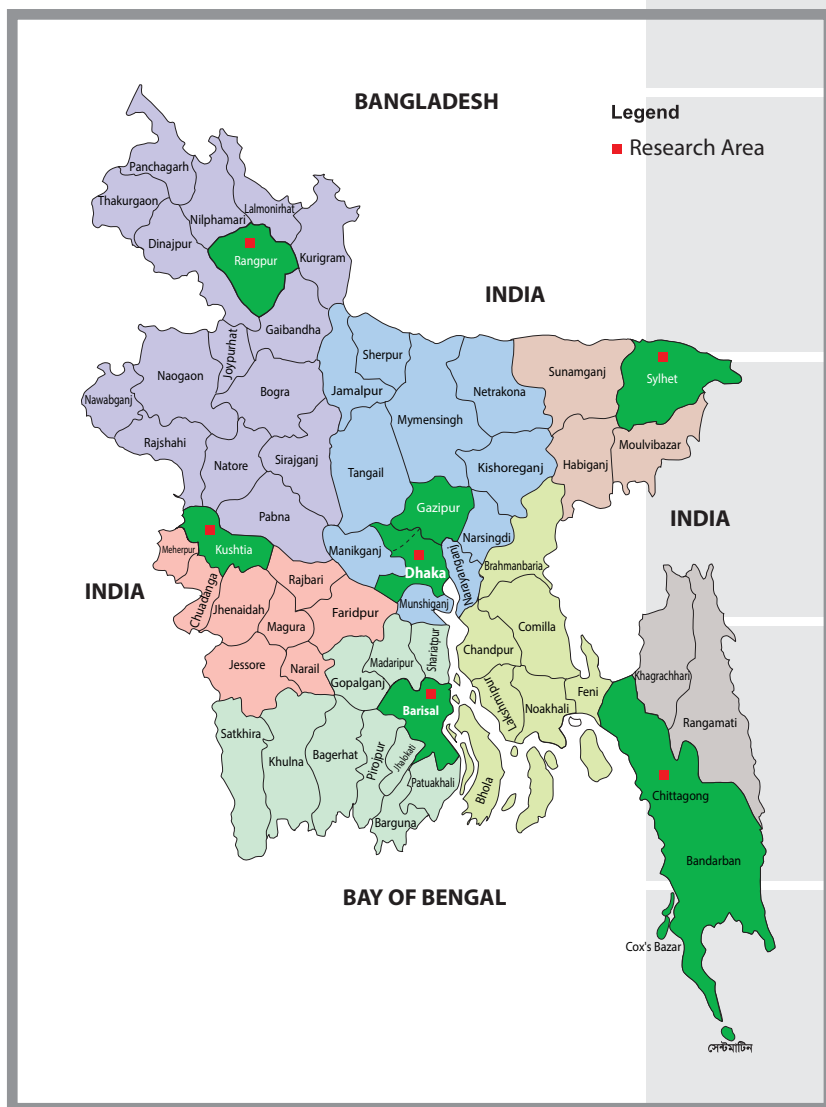 BANGLADESH
Legend
Research Area
Panchagarh
Thakurgaon
Lalmonirhat
Nilphamari
Dinajpur
Rangpur
Kurigram
INDIA
Gaibandha
Joypurhat
Sherpur
Sunamganj
Naogaon
Sylhet
Nawabganj
Bogra
Jamalpur
Netrakona
Mymensingh
Rajshahi
Natore
Sirajganj
Tangail
Kishoreganj
Habiganj
Moulvibazar
Gazipur
Pabna
INDIA
Narsingdi
Manikganj
Meherpur
Kushtia
Dhaka
Narayanganj
Brahmanbaria
INDIA
Chuadanga
Jhenaidah
Rajbari
Faridpur
Munshiganj
Magura
Comilla
Shariatpur
Chandpur
Jessore
Narail
Madaripur
Gopalganj
Khagrachhari
Lakshmipur
Noakhali
Feni
Barisal
Rangamati
Satkhira
Khulna
Bagerhat
Pirojpur
Jhalokati
Patuakhali
Bhola
Chittagong
Barguna
Bandarban
BAY OF BENGAL
Cox's Bazar
সেন্টমার্টিন